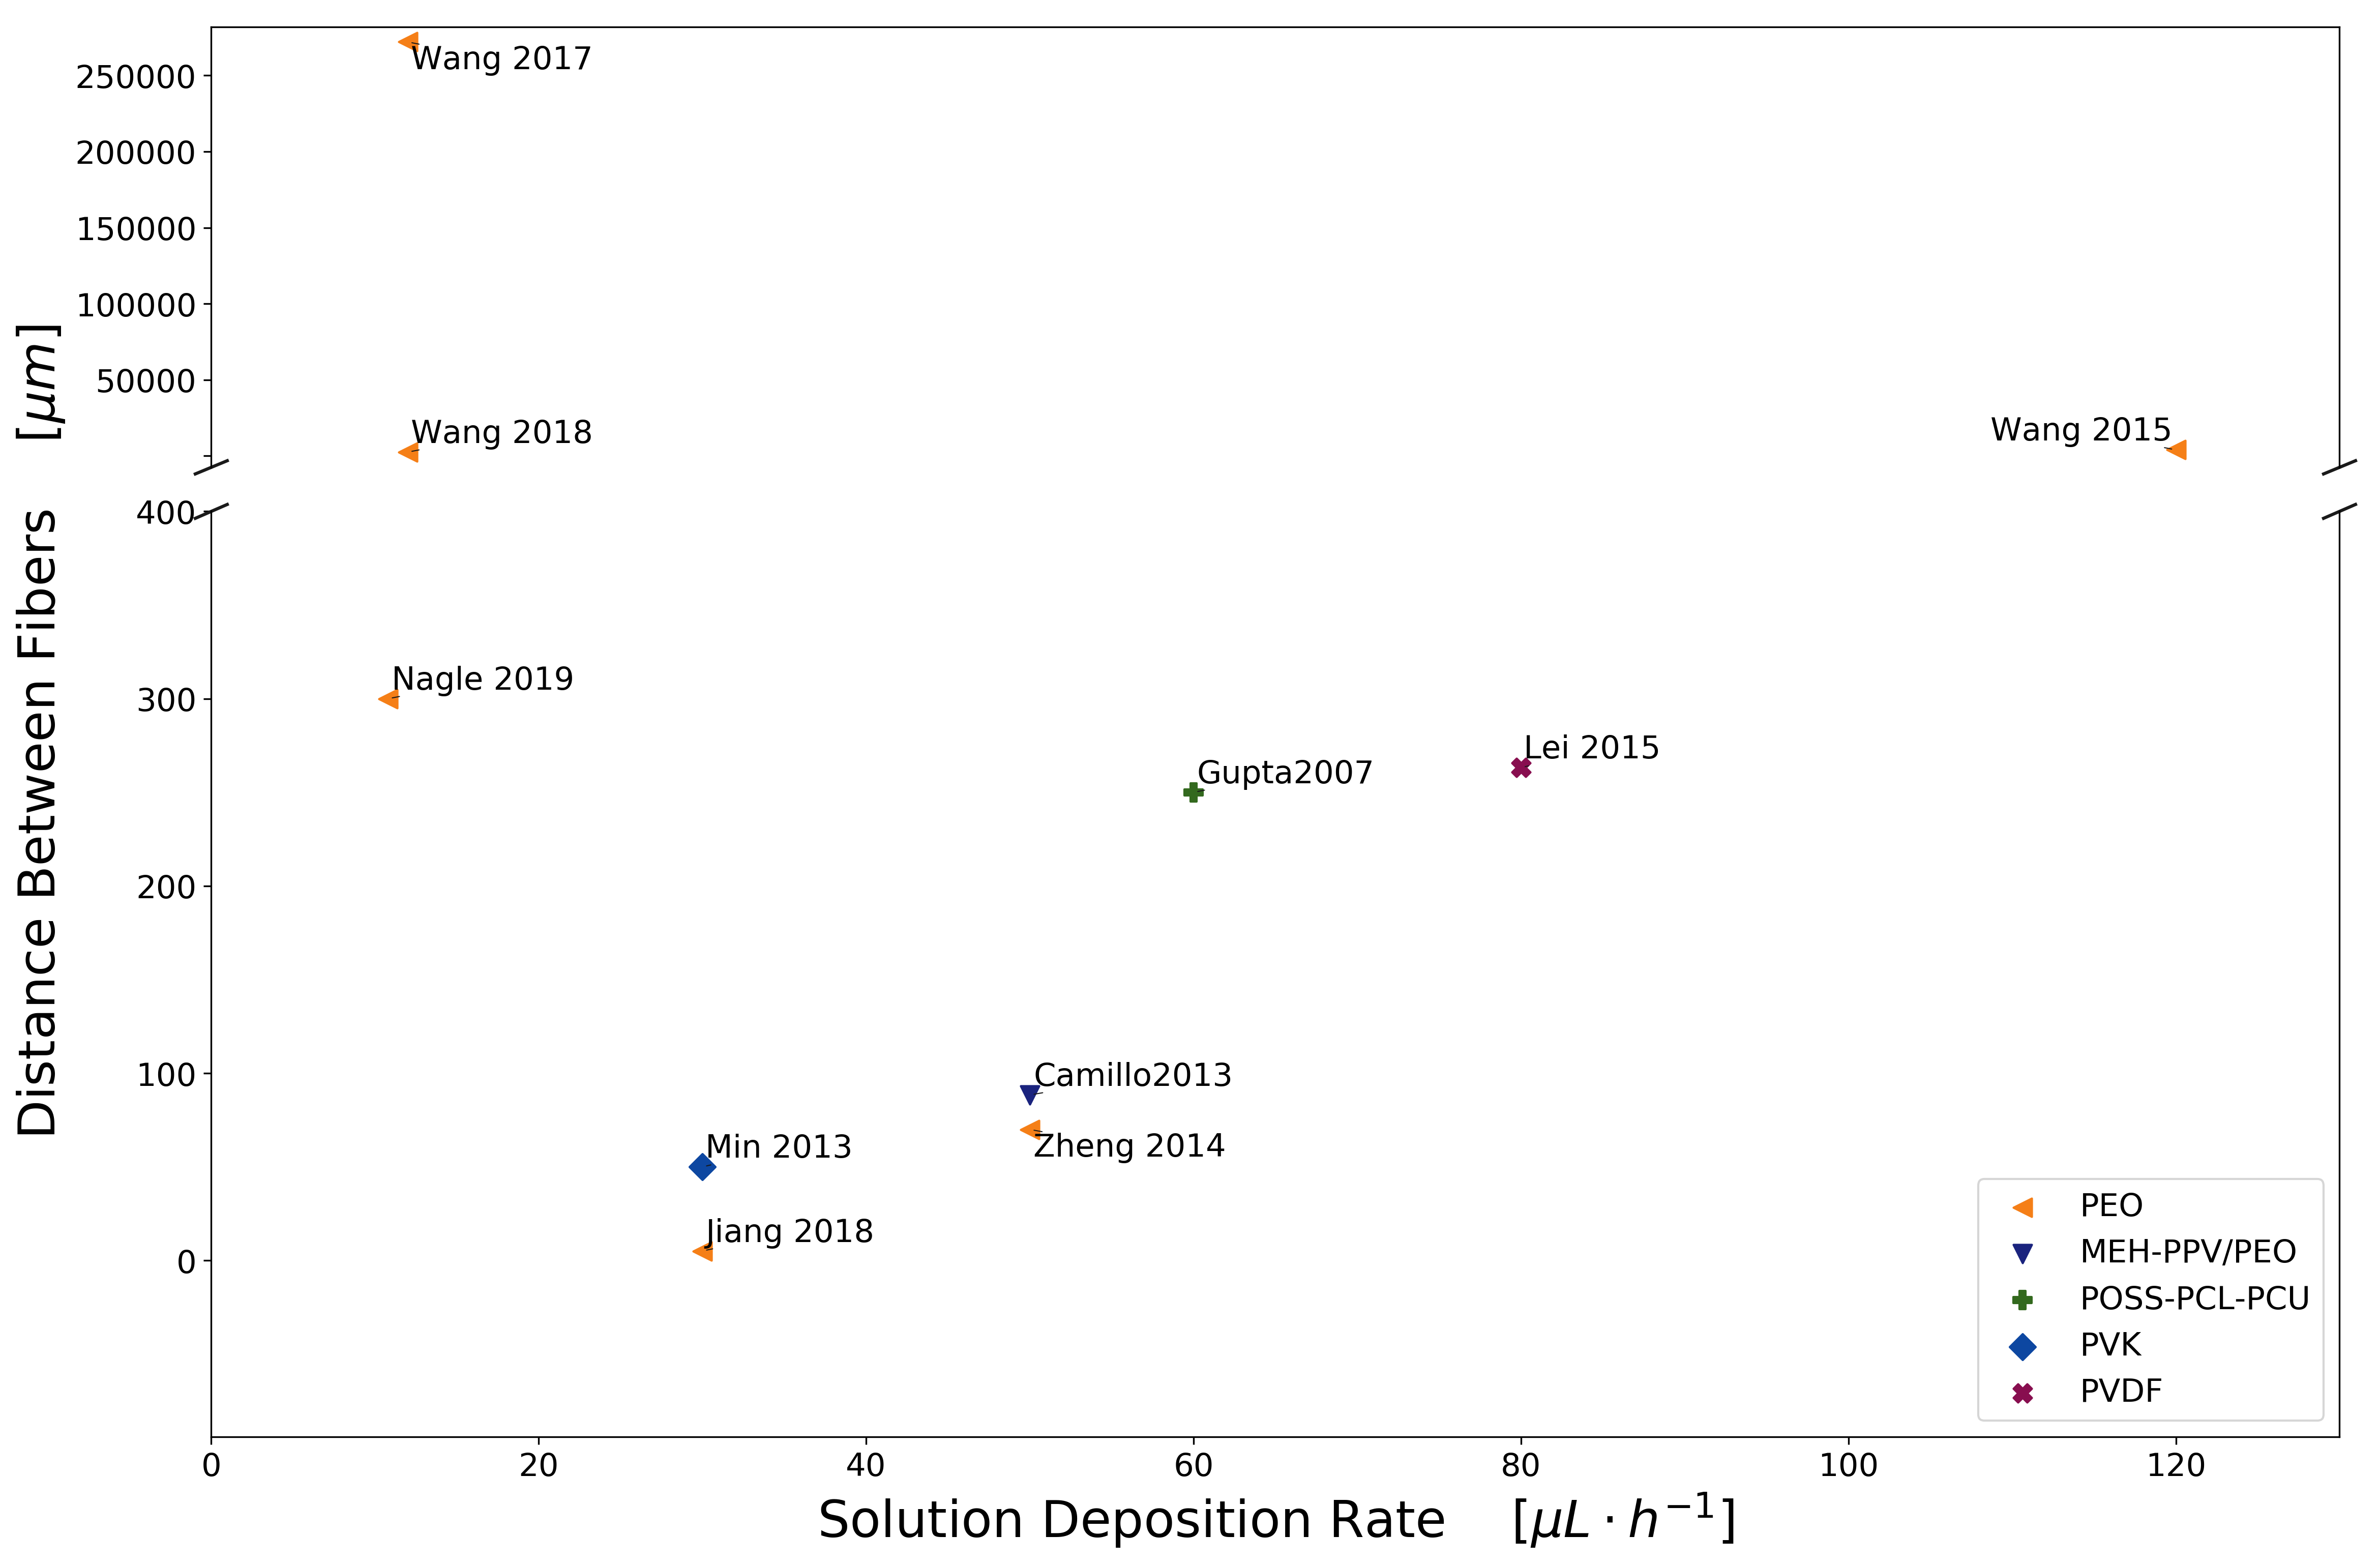 250000
200000
150000
100000
50000
400
300
200
100
0
Distance Between Fibers [μm]
Wang 2017
Wang 2018
Wang 2015
Nagle 2019
Lei 2015
Gupta2007
Camillo2013
Zheng 2014
Min 2013
Jiang 2018
PEO
MEH-PPV/PEO
POSS-PCL-PCU
PVK
PVDF
0 20 40 60 80 100 120
Solution Deposition Rate [μL · h⁻¹]